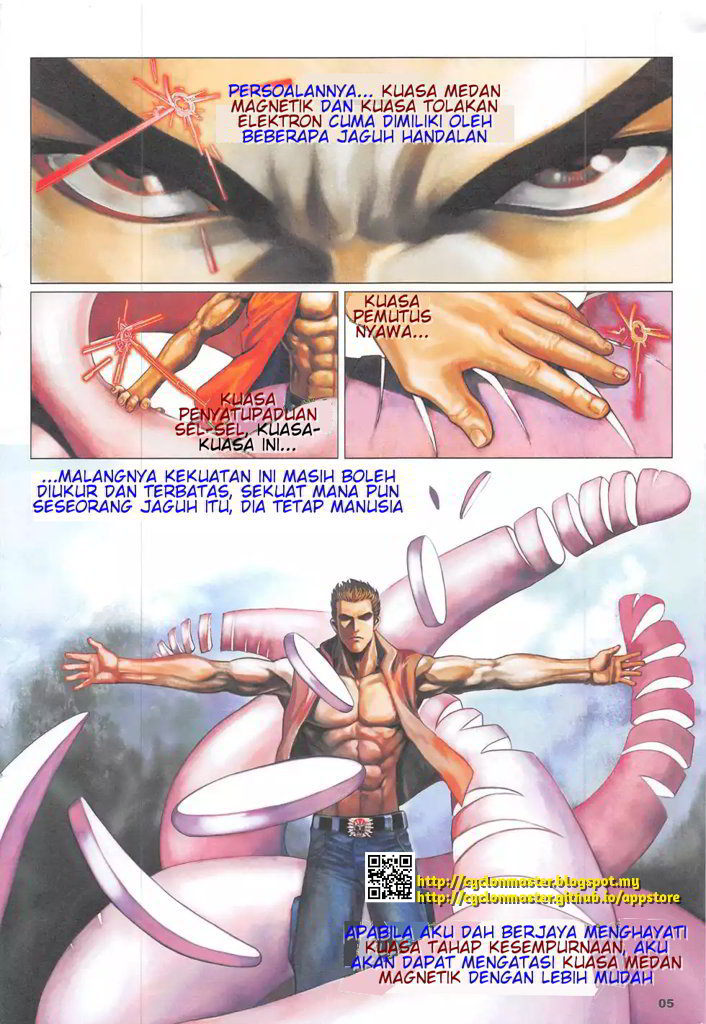 PERSOALANNYA... KUASA MEDAN
MAGNETIK DAN KUASA TOLAKAN
ELEKTRON CUMA DIMILIKI OLEH
BEBERAPA JAGUH HANDALAN
KUASA
PENYATUPADUAN
SEL-SEL, KUASA-
KUASA INI...
KUASA
PEMUTUS
NYAWA...
...MALANGNYA KEKUATAN INI MASIH BOLEH
DIUKUR DAN TERBATAS, SEKUAT MANA PUN
SESEORANG JAGUH ITU, DIA TETAP MANUSIA
http://cyclonmaster.blogspot.my
http://cyclonmaster.github.io/appstore
APABILA AKU DAH BERJAYA MENGHAYATI
KUASA TAHAP KESEMPURNAAN, AKU
AKAN DAPAT MENGATASI KUASA MEDAN
MAGNETIK DENGAN LEBIH MUDAH
05